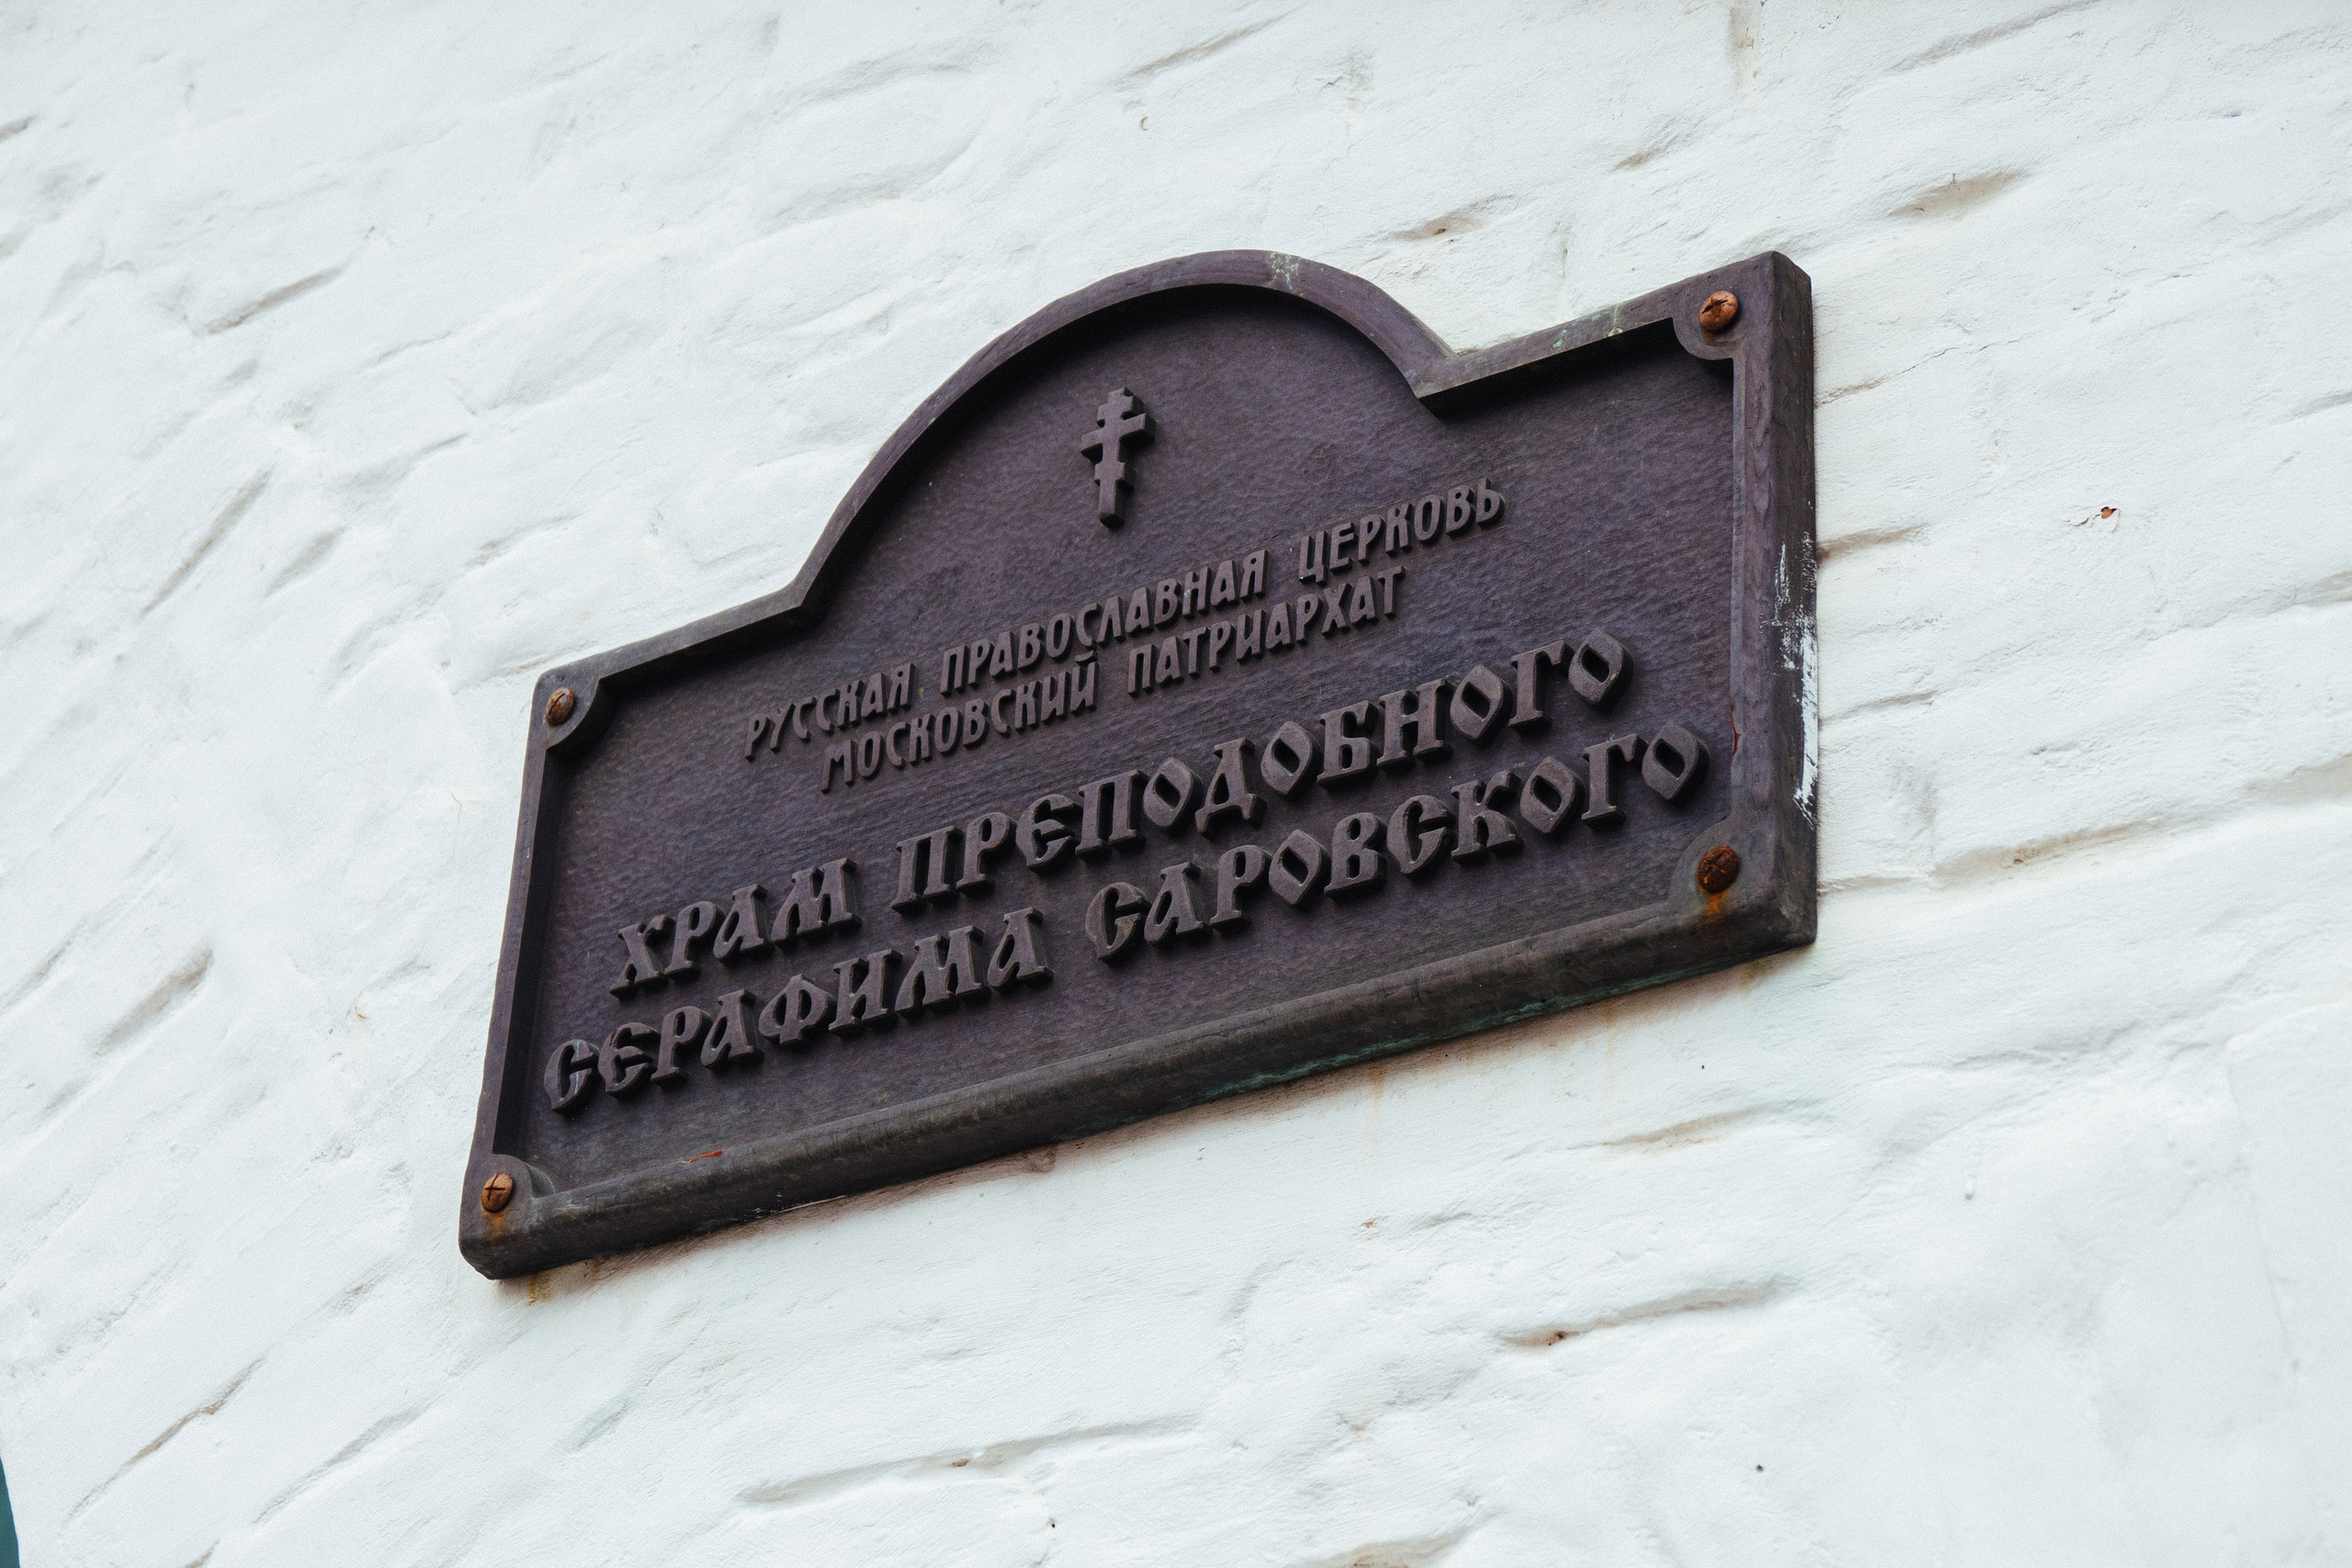 РУССКАЯ ПРАВОСЛАВНАЯ ЦЕРКОВЬ
МОСКОВСКИЙ ПАТРИАРХАТ
ХРАМ ПРЕПОДОБНОГО
СЕРАФИМА САРОВСКОГО